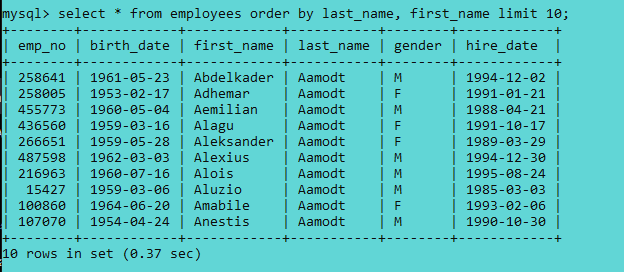 mysql> select * from employees order by last_name, first_name limit 10;
+--------+------------+------------+-----------+--------+------------+
| emp_no | birth_date | first_name | last_name | gender | hire_date  |
+--------+------------+------------+-----------+--------+------------+
| 258641 | 1961-05-23 | Abdelkader | Aamodt    | M      | 1994-12-02 |
| 258005 | 1953-02-17 | Adhemar    | Aamodt    | F      | 1991-01-21 |
| 455773 | 1960-05-04 | Aemilian   | Aamodt    | M      | 1988-04-21 |
| 436560 | 1959-03-16 | Alagu      | Aamodt    | F      | 1991-10-17 |
| 266651 | 1959-05-28 | Aleksander | Aamodt    | F      | 1989-03-29 |
| 487598 | 1962-03-03 | Alexius    | Aamodt    | M      | 1994-12-30 |
| 216963 | 1960-07-16 | Alois      | Aamodt    | M      | 1995-08-24 |
|  15427 | 1959-03-06 | Aluzio     | Aamodt    | M      | 1985-03-03 |
| 100860 | 1964-06-20 | Amabile    | Aamodt    | F      | 1993-02-06 |
| 107070 | 1954-04-24 | Anestis    | Aamodt    | M      | 1990-10-30 |
+--------+------------+------------+-----------+--------+------------+
10 rows in set (0.37 sec)